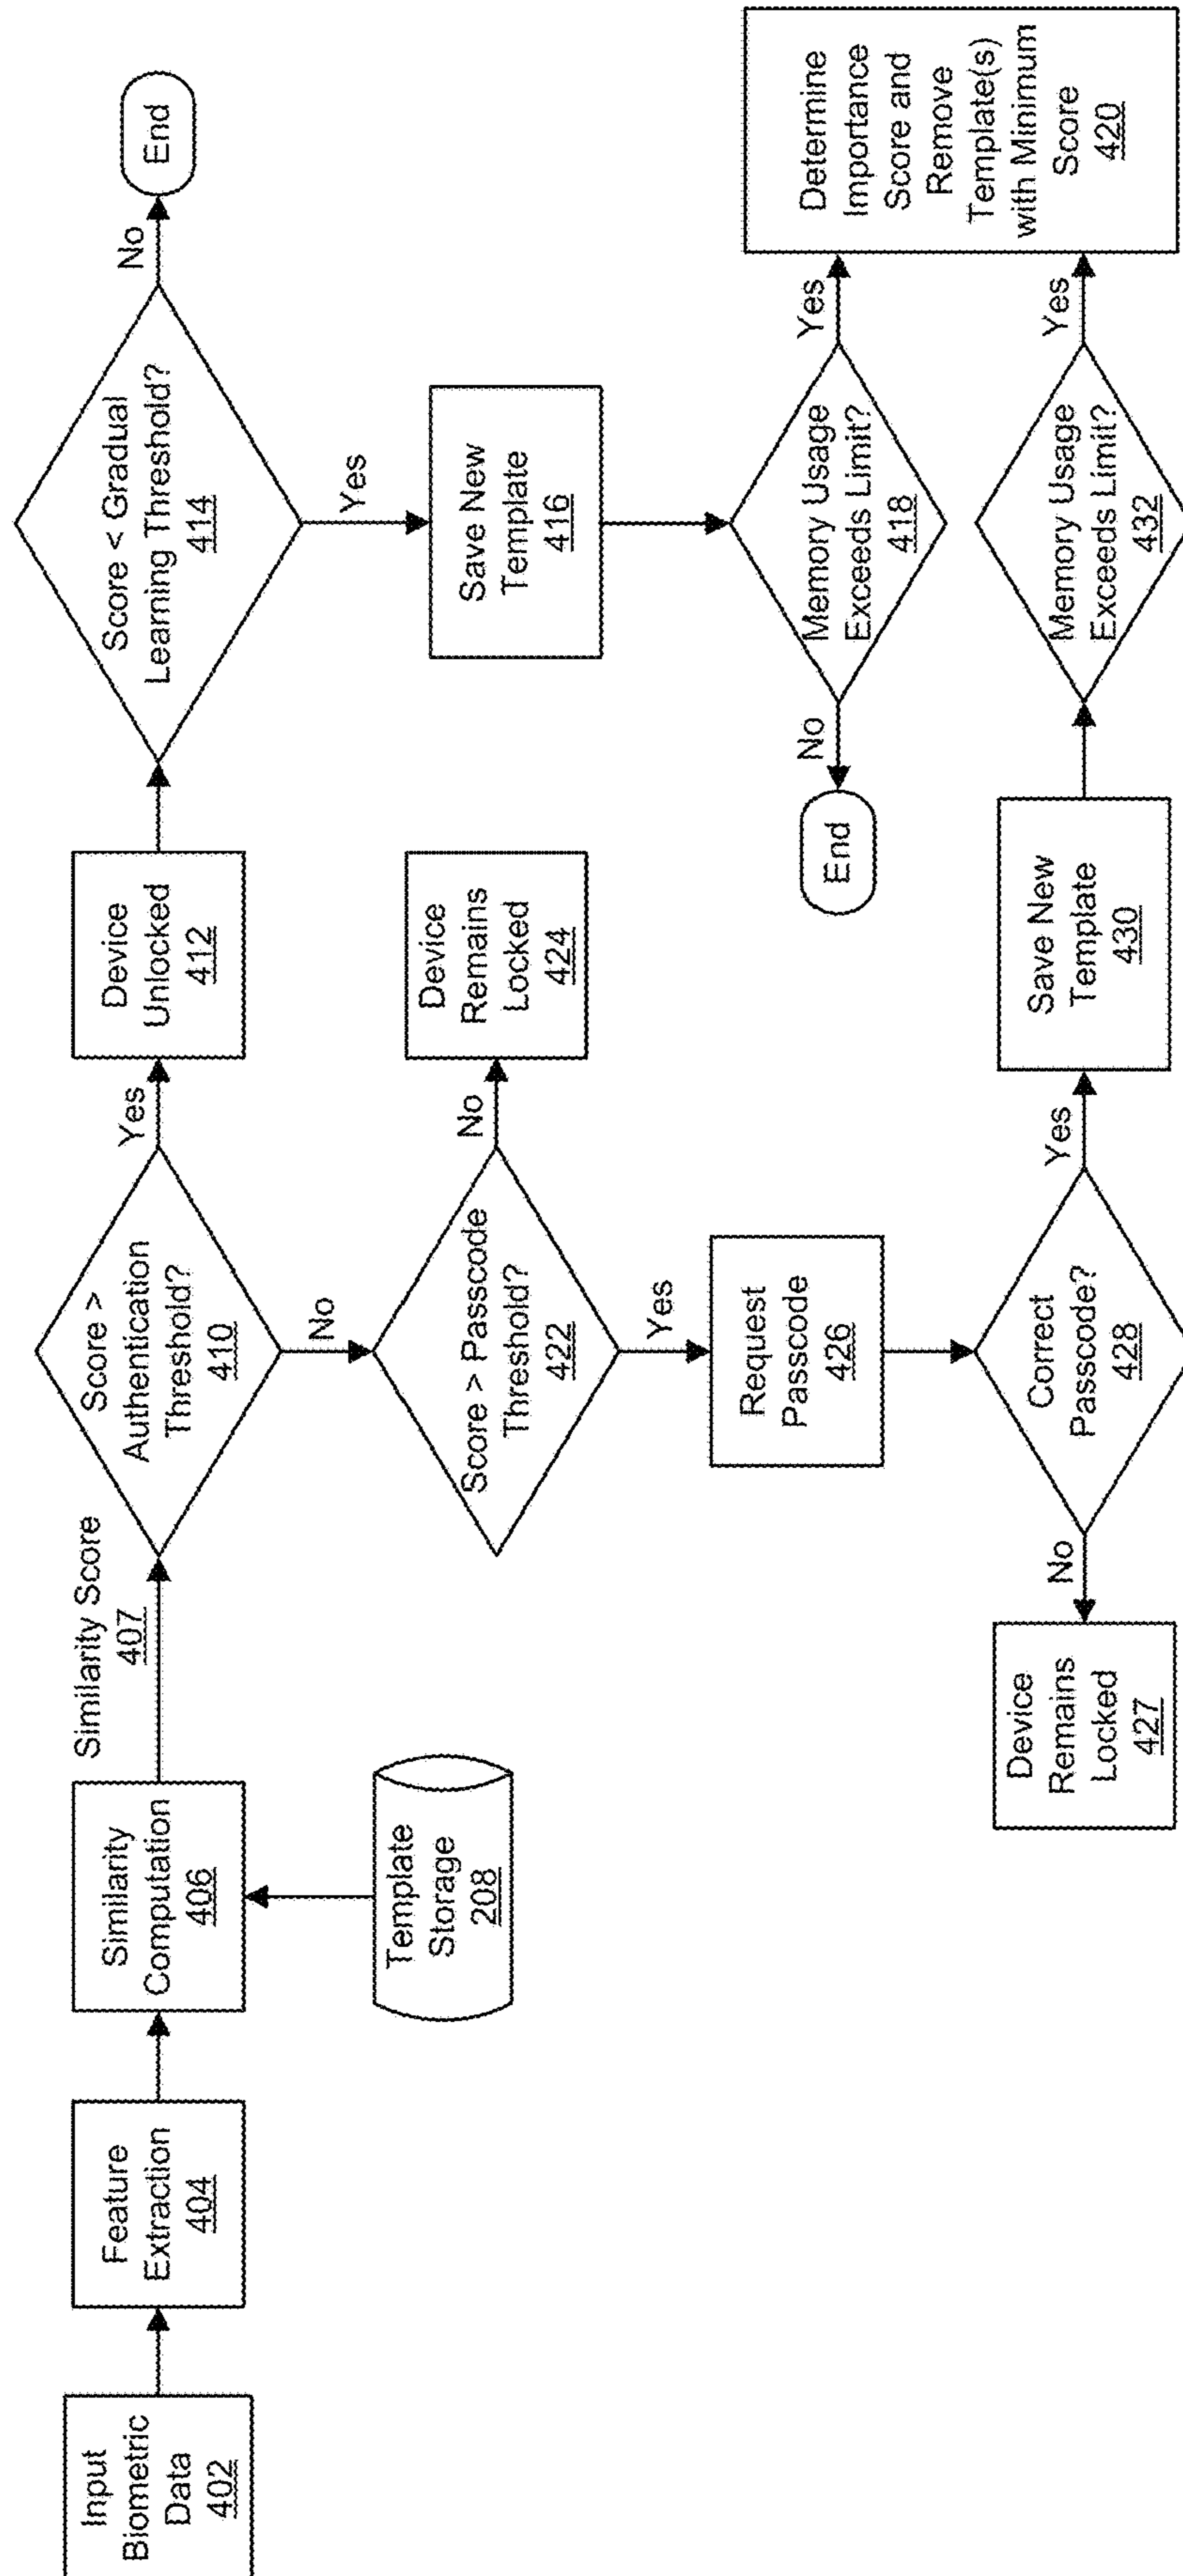 Input
Biometric
Data
402
Feature
Extraction
404
Similarity
Computation
406
Template
Storage
208
Similarity Score
407
Score >
Authentication
Threshold?
410
Yes
No
Device
Unlocked
412
Score < Gradual
Learning Threshold?
414
No
End
Yes
Save New
Template
416
Memory Usage
Exceeds Limit?
418
No
End
Yes
Determine
Importance
Score and
Remove
Template(s)
with Minimum
Score
420
Score > Passcode
Threshold?
422
No
Device
Remains
Locked
424
Yes
Request
Passcode
426
Correct
Passcode?
428
No
Device
Remains
Locked
427
Yes
Save New
Template
430
Memory Usage
Exceeds Limit?
432
Yes